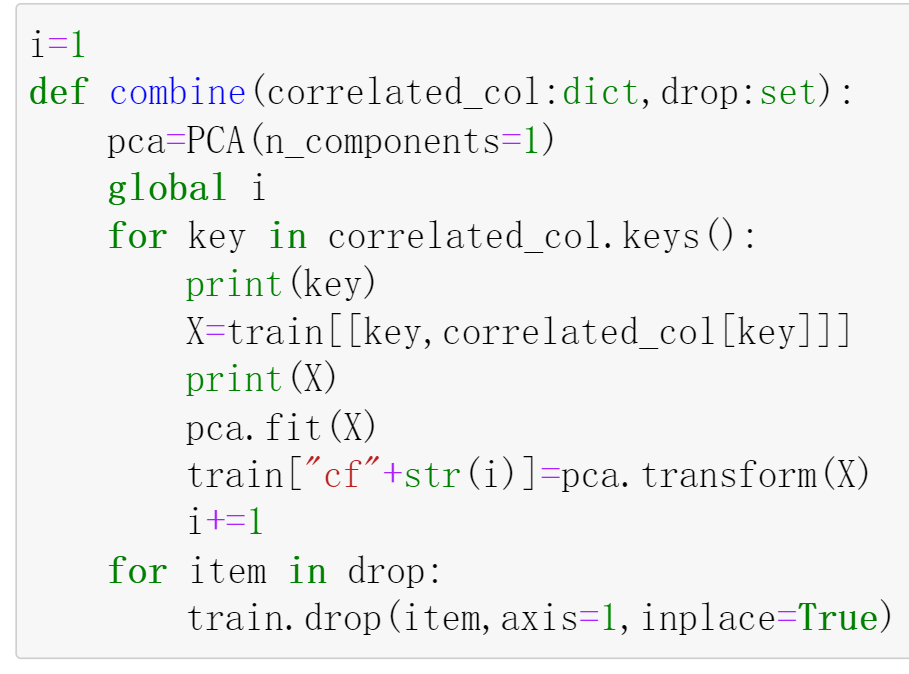 i=1
def combine(correlated_col:dict,drop:set):
    pca=PCA(n_components=1)
    global i
    for key in correlated_col.keys():
        print(key)
        X=train[[key,correlated_col[key]]]
        print(X)
        pca.fit(X)
        train["cf"+str(i)]=pca.transform(X)
        i+=1
    for item in drop:
        train.drop(item,axis=1,inplace=True)